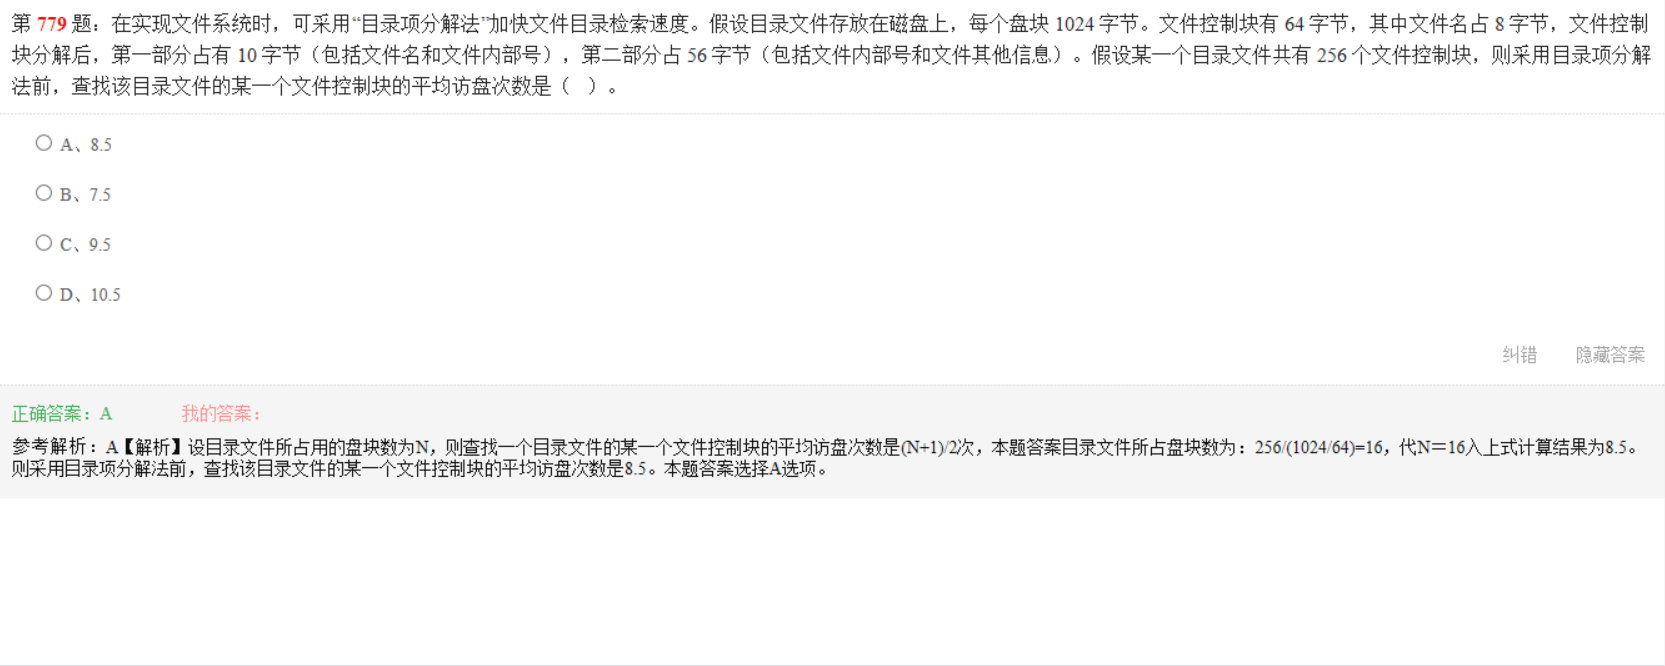 第 779 题：在实现文件系统时，可采用“目录项分解法”加快文件目录检索速度。假设目录文件存放在磁盘上，每个盘块 1024 字节。文件控制块有 64 字节，其中文件名占 8 字节，文件控制
块分解后，第一部分占有 10 字节（包括文件名和文件内部号），第二部分占 56 字节（包括文件内部号和文件其他信息）。假设某一个目录文件共有 256 个文件控制块，则采用目录项分解
法前，查找该目录文件的某一个文件控制块的平均访盘次数是（ ）。
A、8.5
B、7.5
C、9.5
D、10.5
纠错 隐藏答案
正确答案：A 我的答案：
参考解析：A【解析】设目录文件所占用的盘块数为N，则查找一个目录文件的某一个文件控制块的平均访盘次数是(N+1)/2次，本题答案目录文件所占盘块数为：256/(1024/64)=16，代N＝16入上式计算结果为8.5。
则采用目录项分解法前，查找该目录文件的某一个文件控制块的平均访盘次数是8.5。本题答案选择A选项。